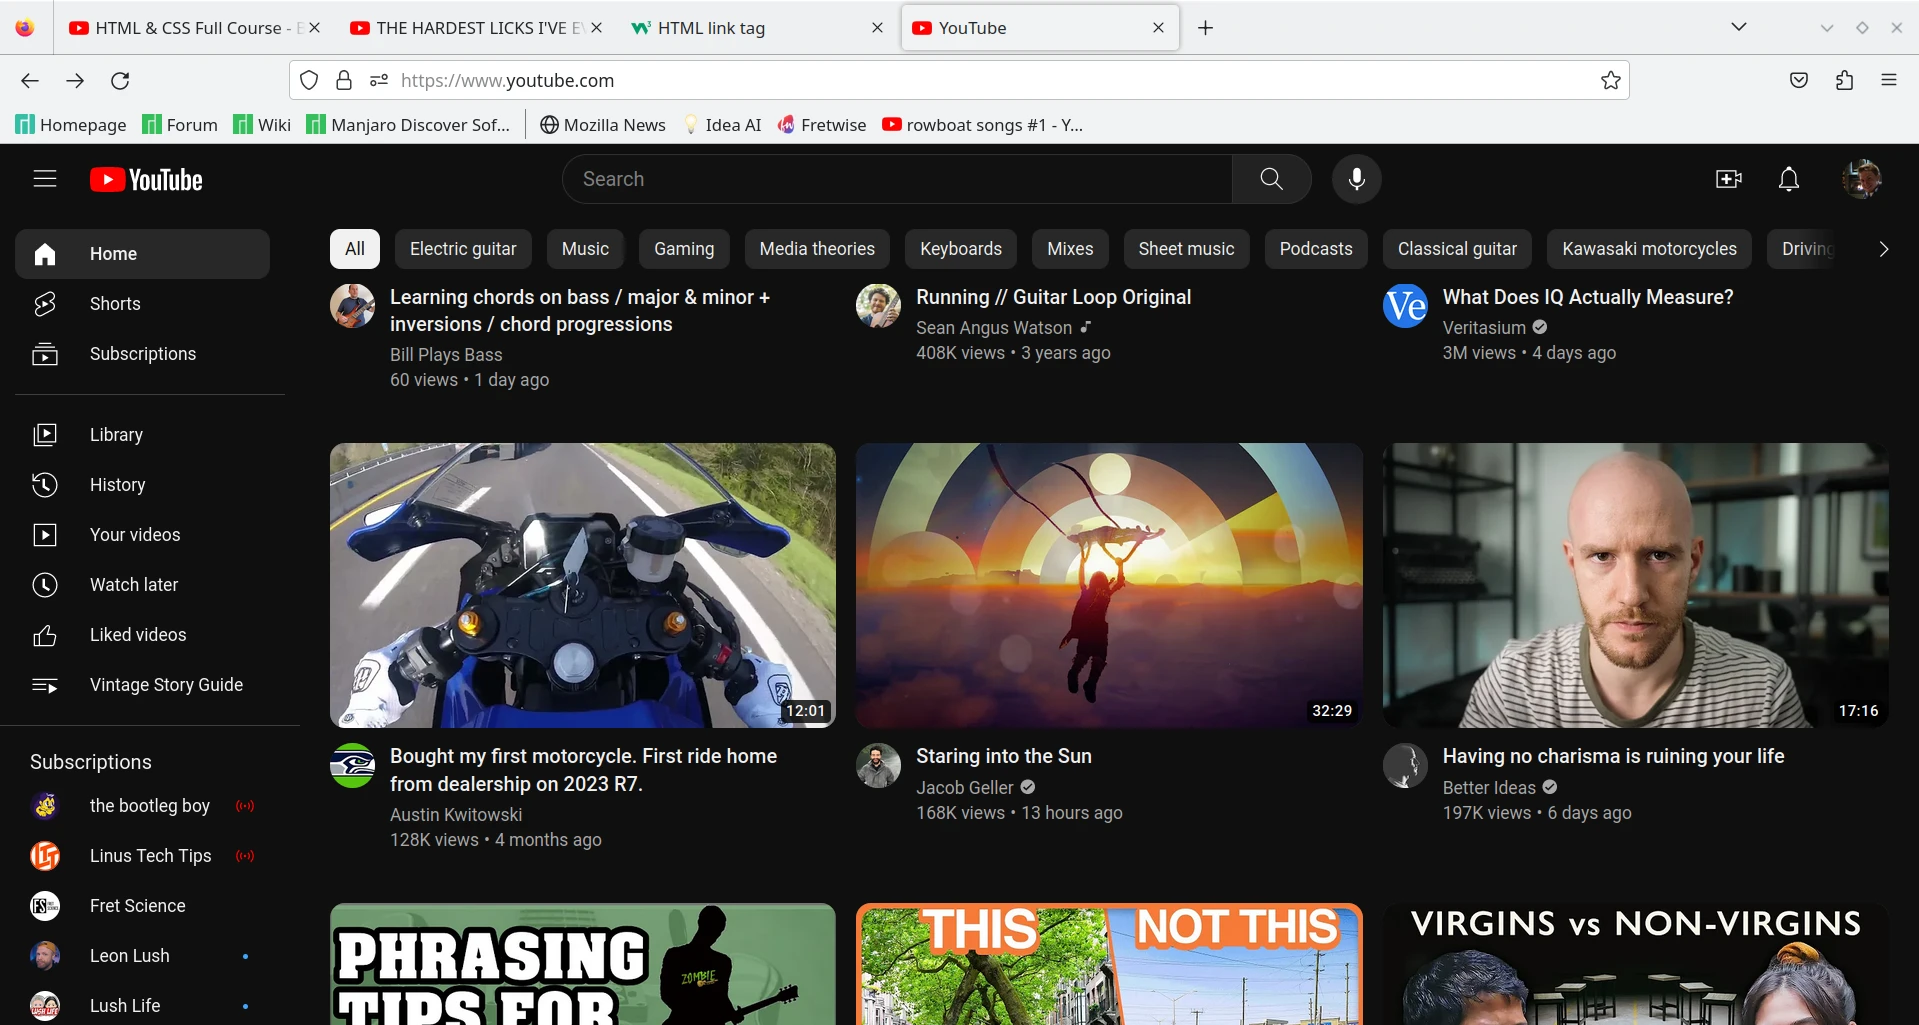 HTML & CSS Full Course -
THE HARDEST LICKS I'VE
HTML link tag
YouTube
https://www.youtube.com
Homepage
Forum
Wiki
Manjaro Discover Sof...
Mozilla News
Idea AI
Fretwise
rowboat songs #1 - Y...
YouTube
Search
Home
Shorts
Subscriptions
Library
History
Your videos
Watch later
Liked videos
Vintage Story Guide
Subscriptions
the bootleg boy
Linus Tech Tips
Fret Science
Leon Lush
Lush Life
All
Electric guitar
Music
Gaming
Media theories
Keyboards
Mixes
Sheet music
Podcasts
Classical guitar
Kawasaki motorcycles
Driving
Learning chords on bass / major & minor +
inversions / chord progressions
Bill Plays Bass
60 views • 1 day ago
Running // Guitar Loop Original
Sean Angus Watson
408K views • 3 years ago
Ve
What Does IQ Actually Measure?
Veritasium
3M views • 4 days ago
12:01
Bought my first motorcycle. First ride home
from dealership on 2023 R7.
Austin Kwitowski
128K views • 4 months ago
32:29
Staring into the Sun
Jacob Geller
168K views • 13 hours ago
17:16
Having no charisma is ruining your life
Better Ideas
197K views • 6 days ago
PHRASING
TIPS FOR
ZOMBIE
THIS
NOT THIS
VIRGINS vs NON-VIRGINS